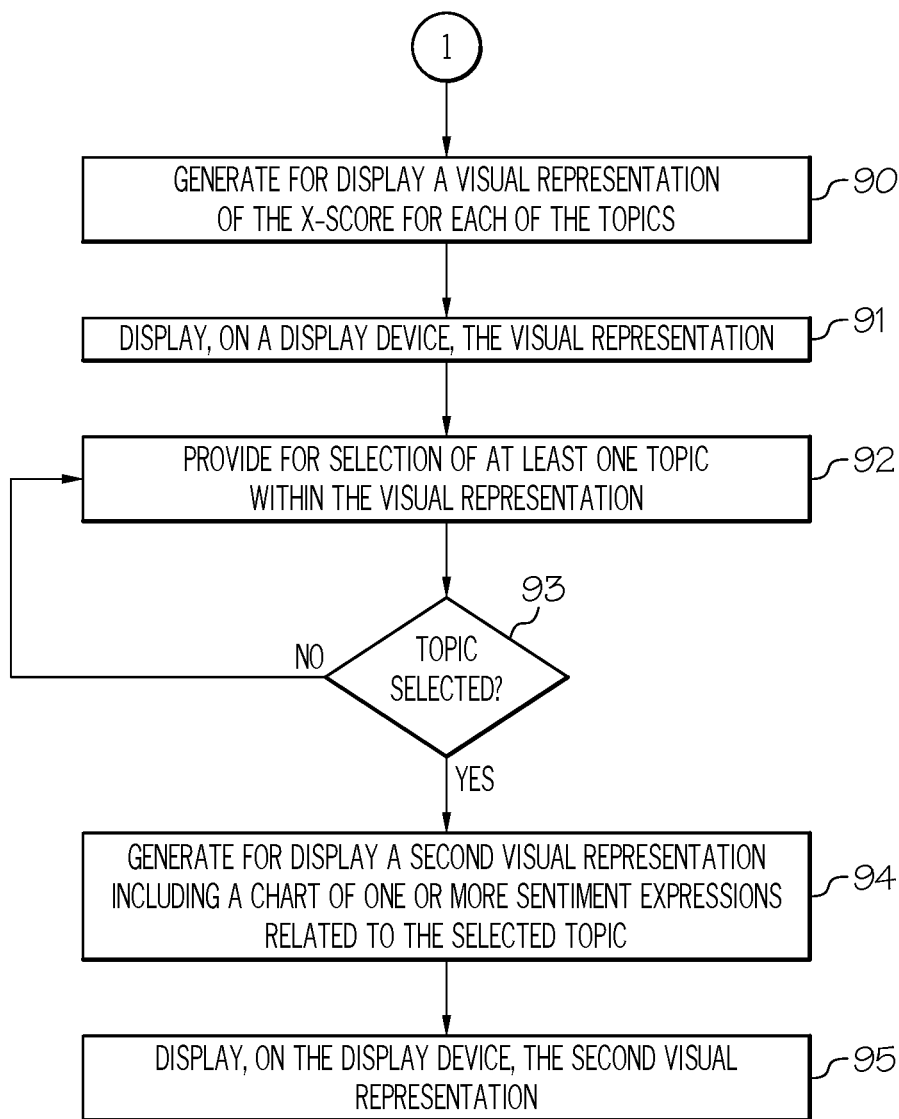 1
GENERATE FOR DISPLAY A VISUAL REPRESENTATION
OF THE X-SCORE FOR EACH OF THE TOPICS
90
DISPLAY, ON A DISPLAY DEVICE, THE VISUAL REPRESENTATION
91
PROVIDE FOR SELECTION OF AT LEAST ONE TOPIC
WITHIN THE VISUAL REPRESENTATION
92
93
TOPIC
SELECTED?
NO
YES
GENERATE FOR DISPLAY A SECOND VISUAL REPRESENTATION
INCLUDING A CHART OF ONE OR MORE SENTIMENT EXPRESSIONS
RELATED TO THE SELECTED TOPIC
94
DISPLAY, ON THE DISPLAY DEVICE, THE SECOND VISUAL
REPRESENTATION
95